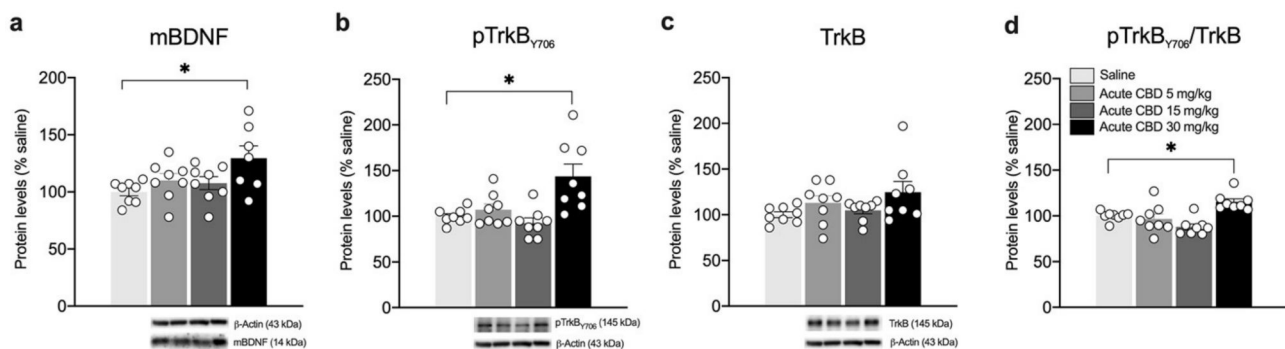 a
mBDNF
Protein levels (% saline)
200
150
100
50
0
*
β-Actin (43 kDa)
mBDNF (14 kDa)
b
pTrkBY706
Protein levels (% saline)
250
200
150
100
50
0
*
pTrkBY706 (145 kDa)
β-Actin (43 kDa)
c
TrkB
Protein levels (% saline)
250
200
150
100
50
0
TrkB (145 kDa)
β-Actin (43 kDa)
d
pTrkBY706/TrkB
Protein levels (% saline)
250
200
150
100
50
0
Saline
Acute CBD 5 mg/kg
Acute CBD 15 mg/kg
Acute CBD 30 mg/kg
*